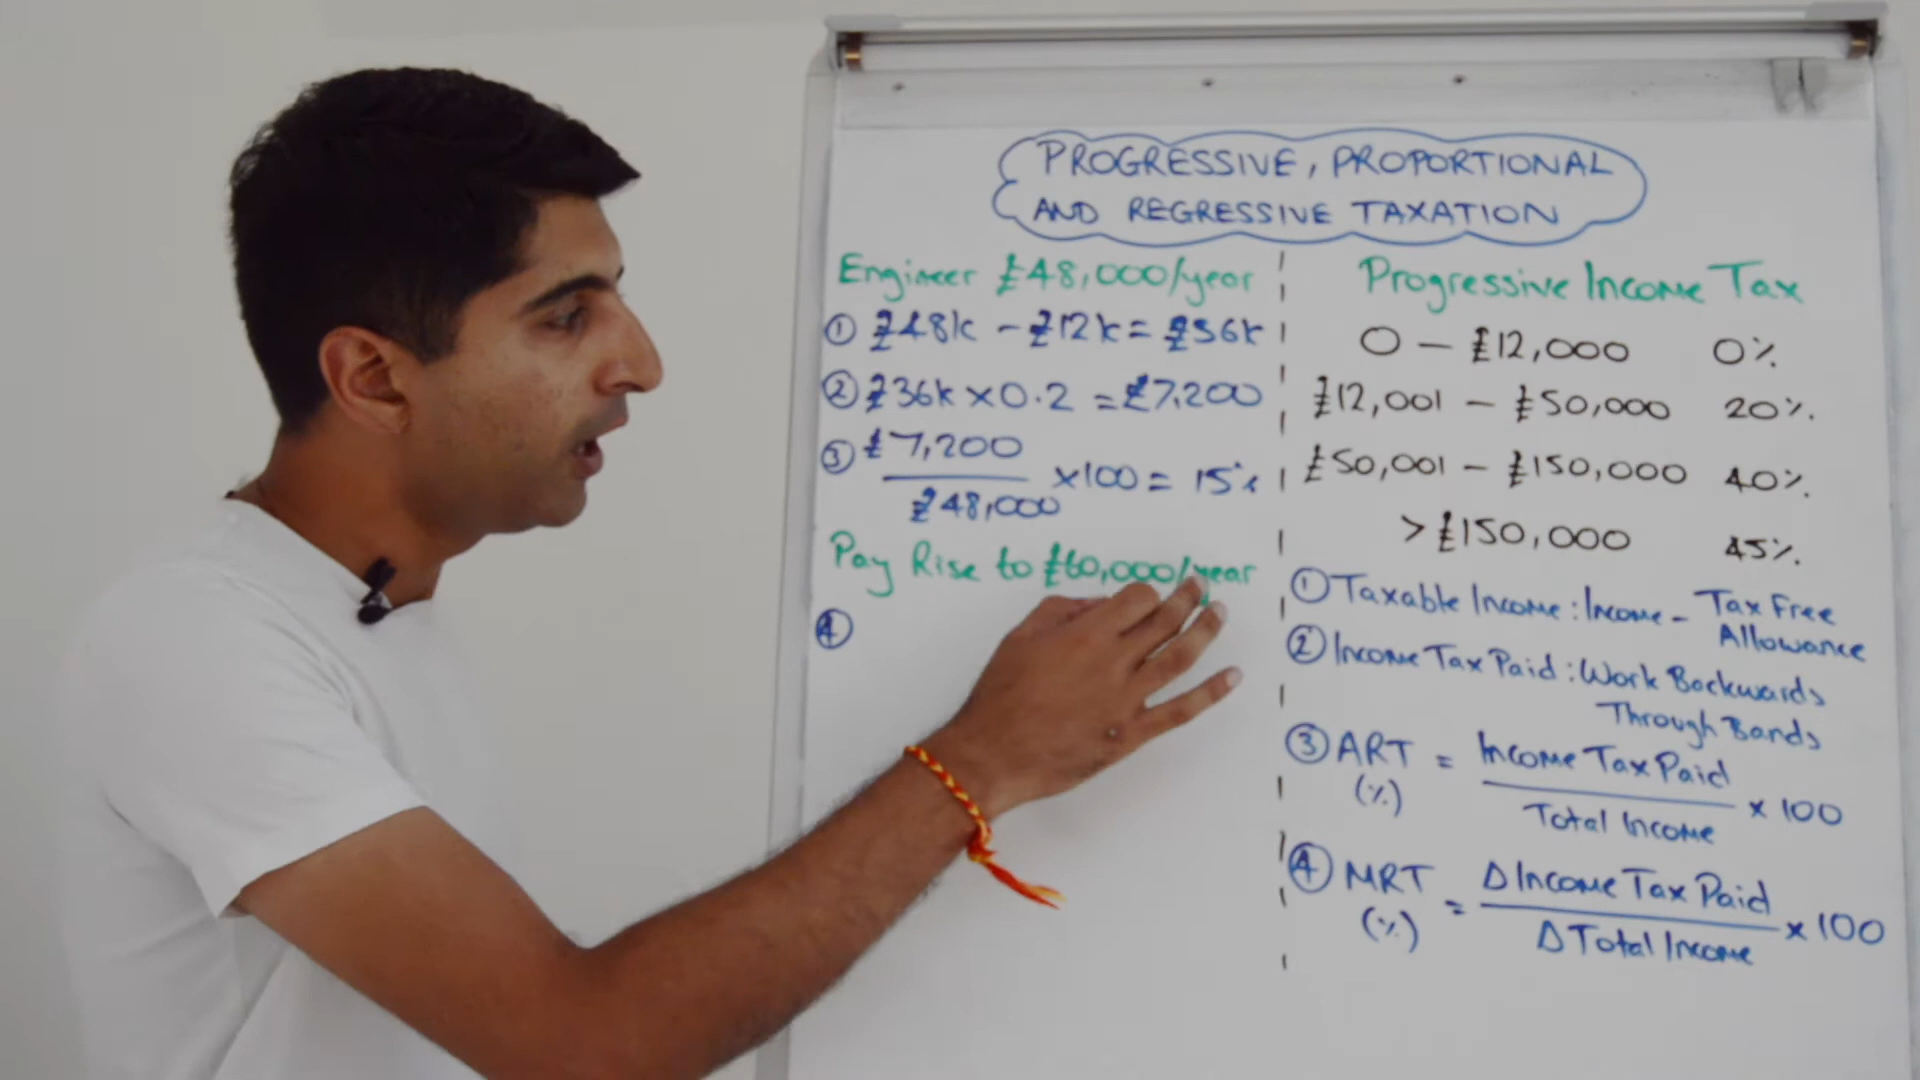 PROGRESSIVE, PROPORTIONAL
AND REGRESSIVE TAXATION
Engineer £48,000/year
① £48k - £12k = £36k
② £36k x 0.2 = £7,200
③ £7,200
£48,000
x100 = 15%
Pay Rise to £60,000/year
④
Progressive Income Tax
0 - £12,000 0%
£12,001 - £50,000 20%
£50,001 - £150,000 40%
> £150,000 45%
① Taxable Income: Income - Tax Free
Allowance
② Income Tax Paid: Work Backwards
Through Bands
③ ART (%) = Income Tax Paid
Total Income
x 100
④ MRT (%) = Δ Income Tax Paid
Δ Total Income
x 100